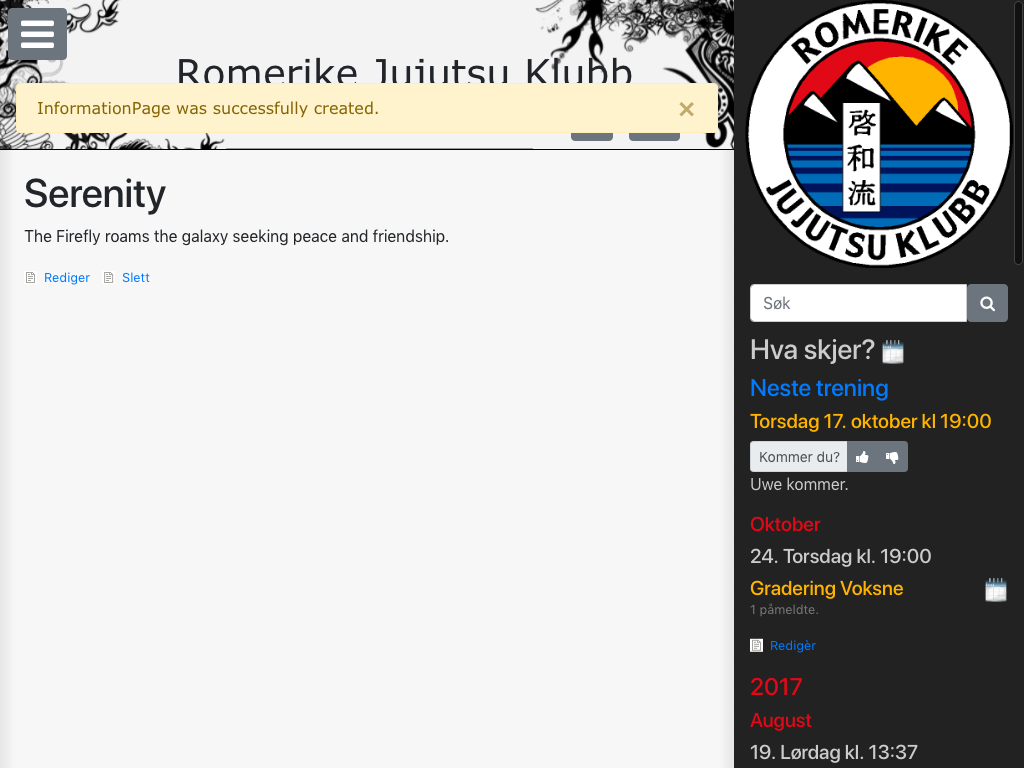 Romerike Jujutsu Klubb
InformationPage was successfully created.
×
Serenity
The Firefly roams the galaxy seeking peace and friendship.
Rediger Slett
ROMERIKE
啓和流
JUJUTSU KLUBB
Søk
Hva skjer?
Neste trening
Torsdag 17. oktober kl 19:00
Kommer du?
Uwe kommer.
Oktober
24. Torsdag kl. 19:00
Gradering Voksne
1 påmeldte.
Redigèr
2017
August
19. Lørdag kl. 13:37